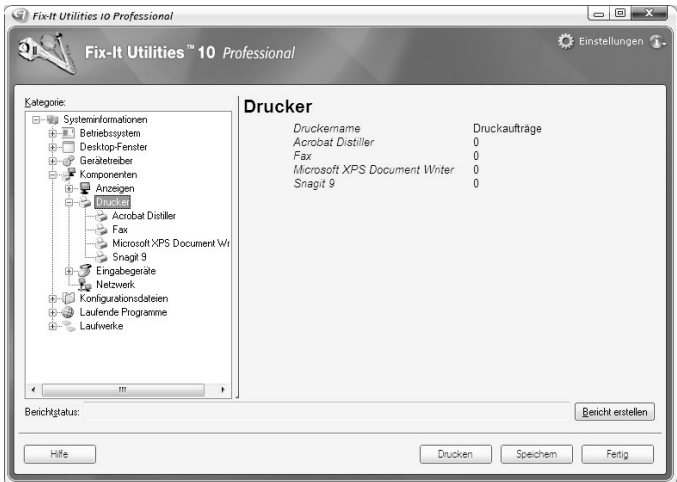 Fix-It Utilities 10 Professional
Fix-It Utilities™ 10 Professional
Einstellungen
Kategorie:
Systeminformationen
Betriebssystem
Desktop-Fenster
Gerätetreiber
Komponenten
Anzeigen
Drucker
Acrobat Distiller
Fax
Microsoft XPS Document Wr
Snagit 9
Eingabegeräte
Netzwerk
Konfigurationsdateien
Laufende Programme
Laufwerke
Drucker
Druckername Druckaufträge
Acrobat Distiller 0
Fax 0
Microsoft XPS Document Writer 0
Snagit 9 0
Berichtstatus:
Bericht erstellen
Hilfe
Drucken
Speichern
Fertig